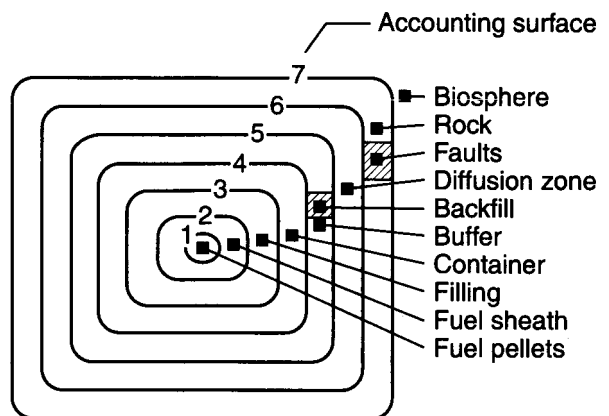 Accounting surface
7
Biosphere
6
Rock
5
Faults
4
Diffusion zone
3
Backfill
2
Buffer
1
Container
Filling
Fuel sheath
Fuel pellets